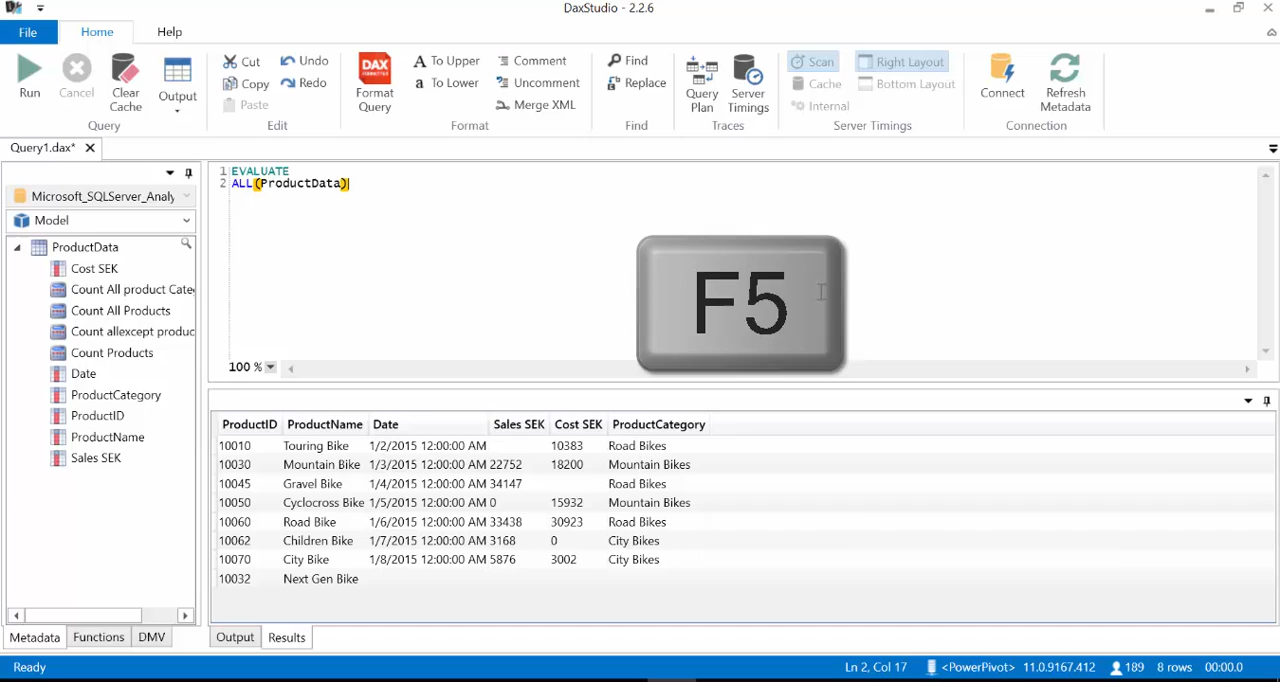 DaxStudio - 2.2.6
File Home Help
Run Cancel Clear Cache Output
Query
Cut Copy Paste Undo Redo
Edit
DAX FORMATTER Format Query To Upper To Lower Comment Uncomment Merge XML
Format
Find Replace
Find
Query Plan Server Timings
Traces
Scan Cache Internal Right Layout Bottom Layout
Server Timings
Connect Refresh Metadata
Connection
Query1.dax*
Microsoft_SQLServer_Analy
Model
ProductData
Cost SEK
Count All product Cate
Count All Products
Count allexcept produc
Count Products
Date
ProductCategory
ProductID
ProductName
Sales SEK
Metadata Functions DMV
1 EVALUATE
2 ALL(ProductData)
F5
100 %
ProductID ProductName Date Sales SEK Cost SEK ProductCategory
10010 Touring Bike 1/2/2015 12:00:00 AM 10383 Road Bikes
10030 Mountain Bike 1/3/2015 12:00:00 AM 22752 18200 Mountain Bikes
10045 Gravel Bike 1/4/2015 12:00:00 AM 34147 Road Bikes
10050 Cyclocross Bike 1/5/2015 12:00:00 AM 0 15932 Mountain Bikes
10060 Road Bike 1/6/2015 12:00:00 AM 33438 30923 Road Bikes
10062 Children Bike 1/7/2015 12:00:00 AM 3168 0 City Bikes
10070 City Bike 1/8/2015 12:00:00 AM 5876 3002 City Bikes
10032 Next Gen Bike
Output Results
Ready Ln 2, Col 17 <PowerPivot> 11.0.9167.412 189 8 rows 00:00.0